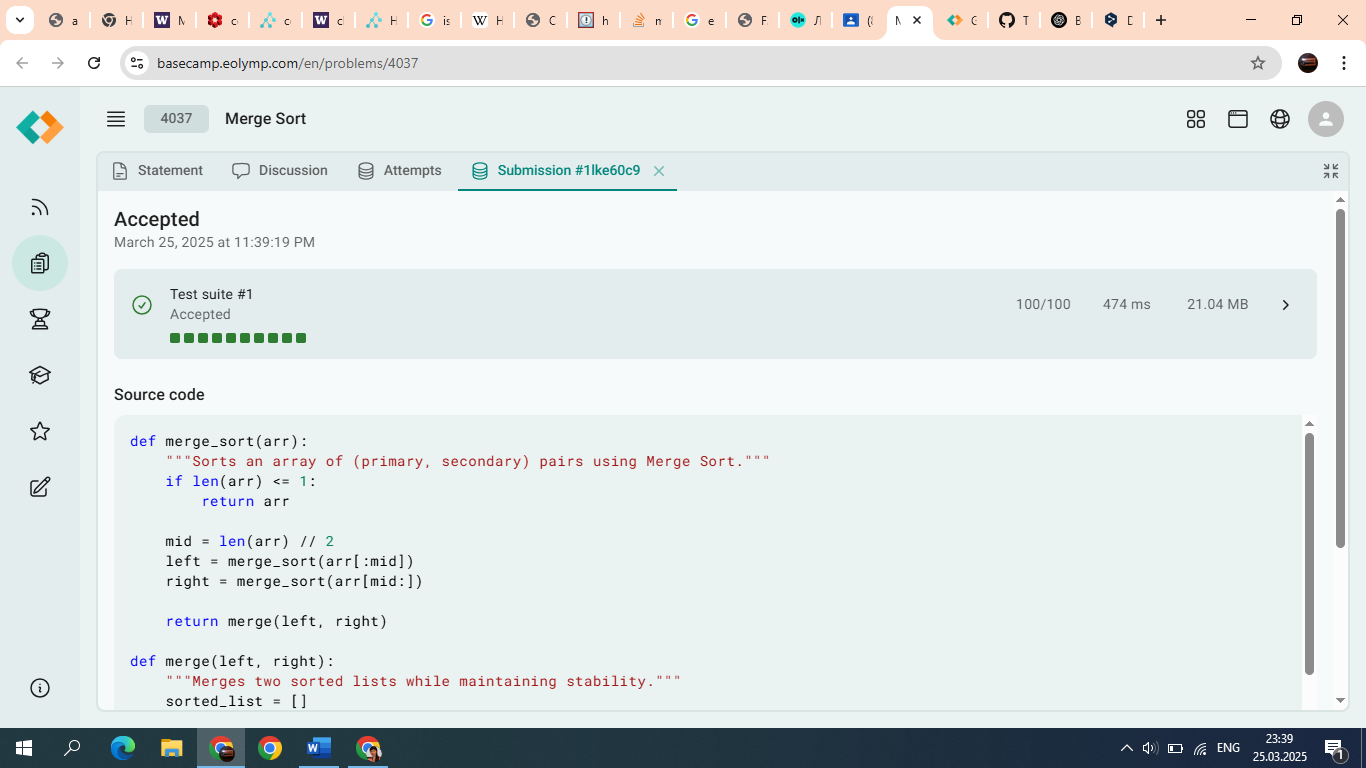 basecamp.eolymp.com/en/problems/4037
4037
Merge Sort
Statement
Discussion
Attempts
Submission #1lke60c9
Accepted
March 25, 2025 at 11:39:19 PM
Test suite #1
Accepted
100/100
474 ms
21.04 MB
Source code
def merge_sort(arr):
"""Sorts an array of (primary, secondary) pairs using Merge Sort."""
if len(arr) <= 1:
return arr
mid = len(arr) // 2
left = merge_sort(arr[:mid])
right = merge_sort(arr[mid:])
return merge(left, right)
def merge(left, right):
"""Merges two sorted lists while maintaining stability."""
sorted_list = []
ENG
23:39
25.03.2025
1